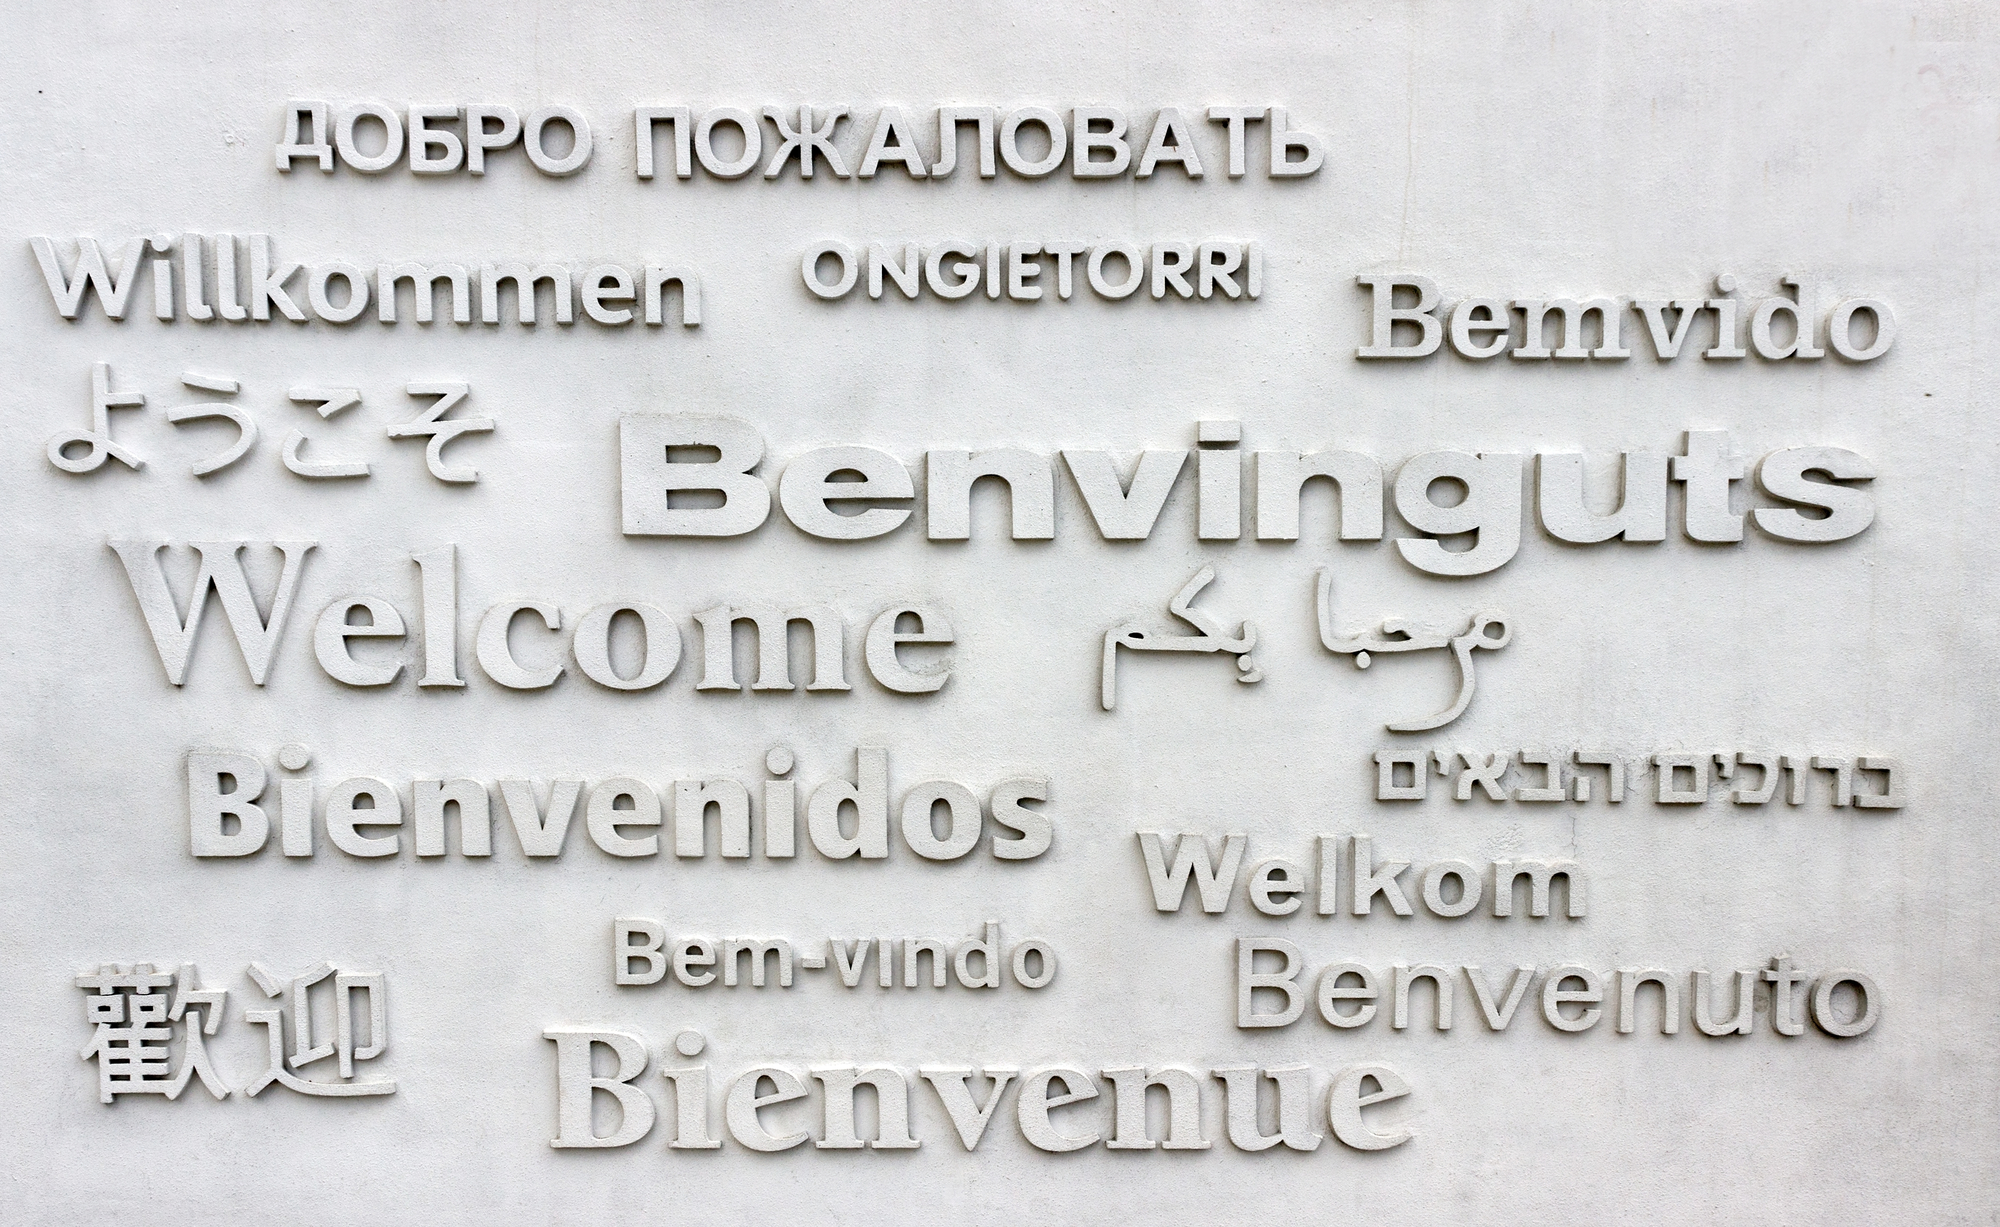 ДОБРО ПОЖАЛОВАТЬ
Willkommen
ONGIETORRI
Bemvido
ようこそ
Benvinguts
Welcome
مرحبا بكم
Bienvenidos
ברוכים הבאים
Welkom
Bem-vindo
Benvenuto
歡迎
Bienvenue